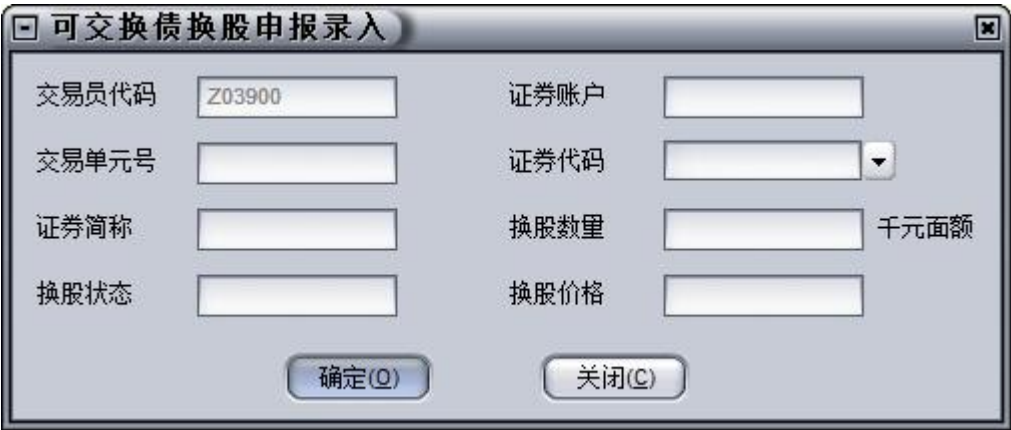 可交换债换股申报录入
交易员代码 Z03900 证券账户
交易单元号 证券代码
证券简称 换股数量 千元面额
换股状态 换股价格
确定(O) 关闭(C)